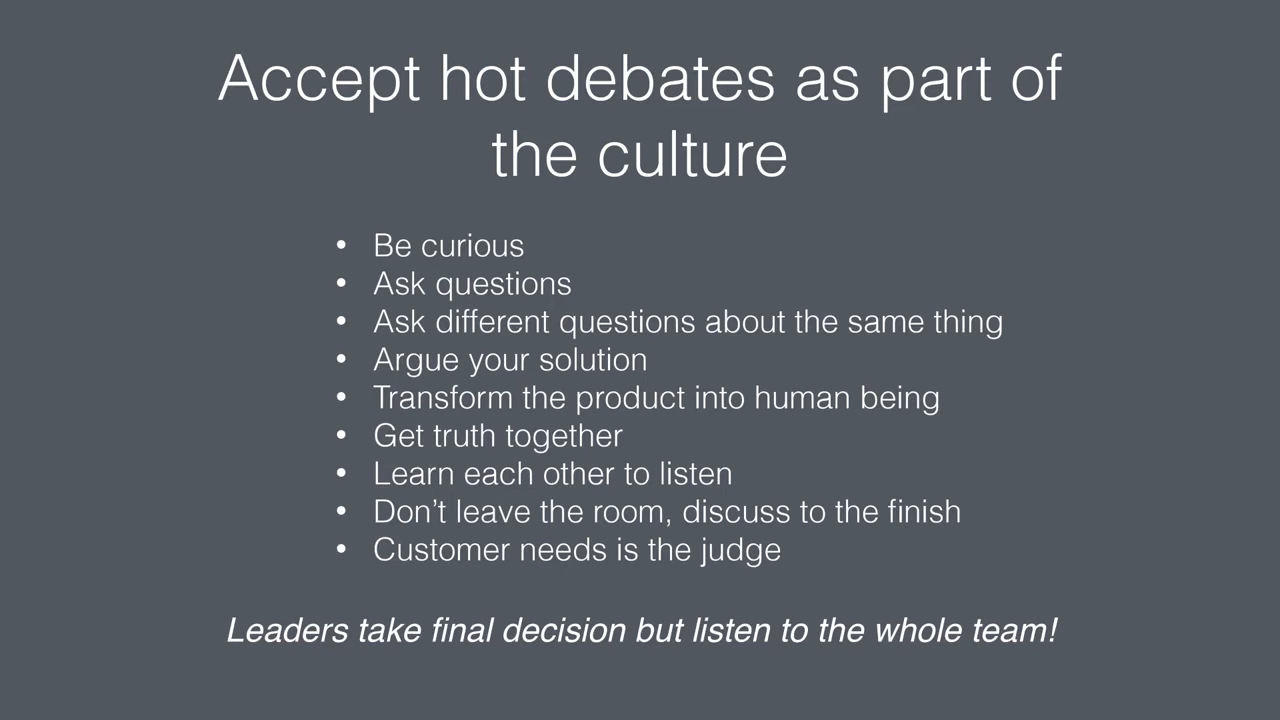 Accept hot debates as part of
the culture
• Be curious
• Ask questions
• Ask different questions about the same thing
• Argue your solution
• Transform the product into human being
• Get truth together
• Learn each other to listen
• Don’t leave the room, discuss to the finish
• Customer needs is the judge
Leaders take final decision but listen to the whole team!